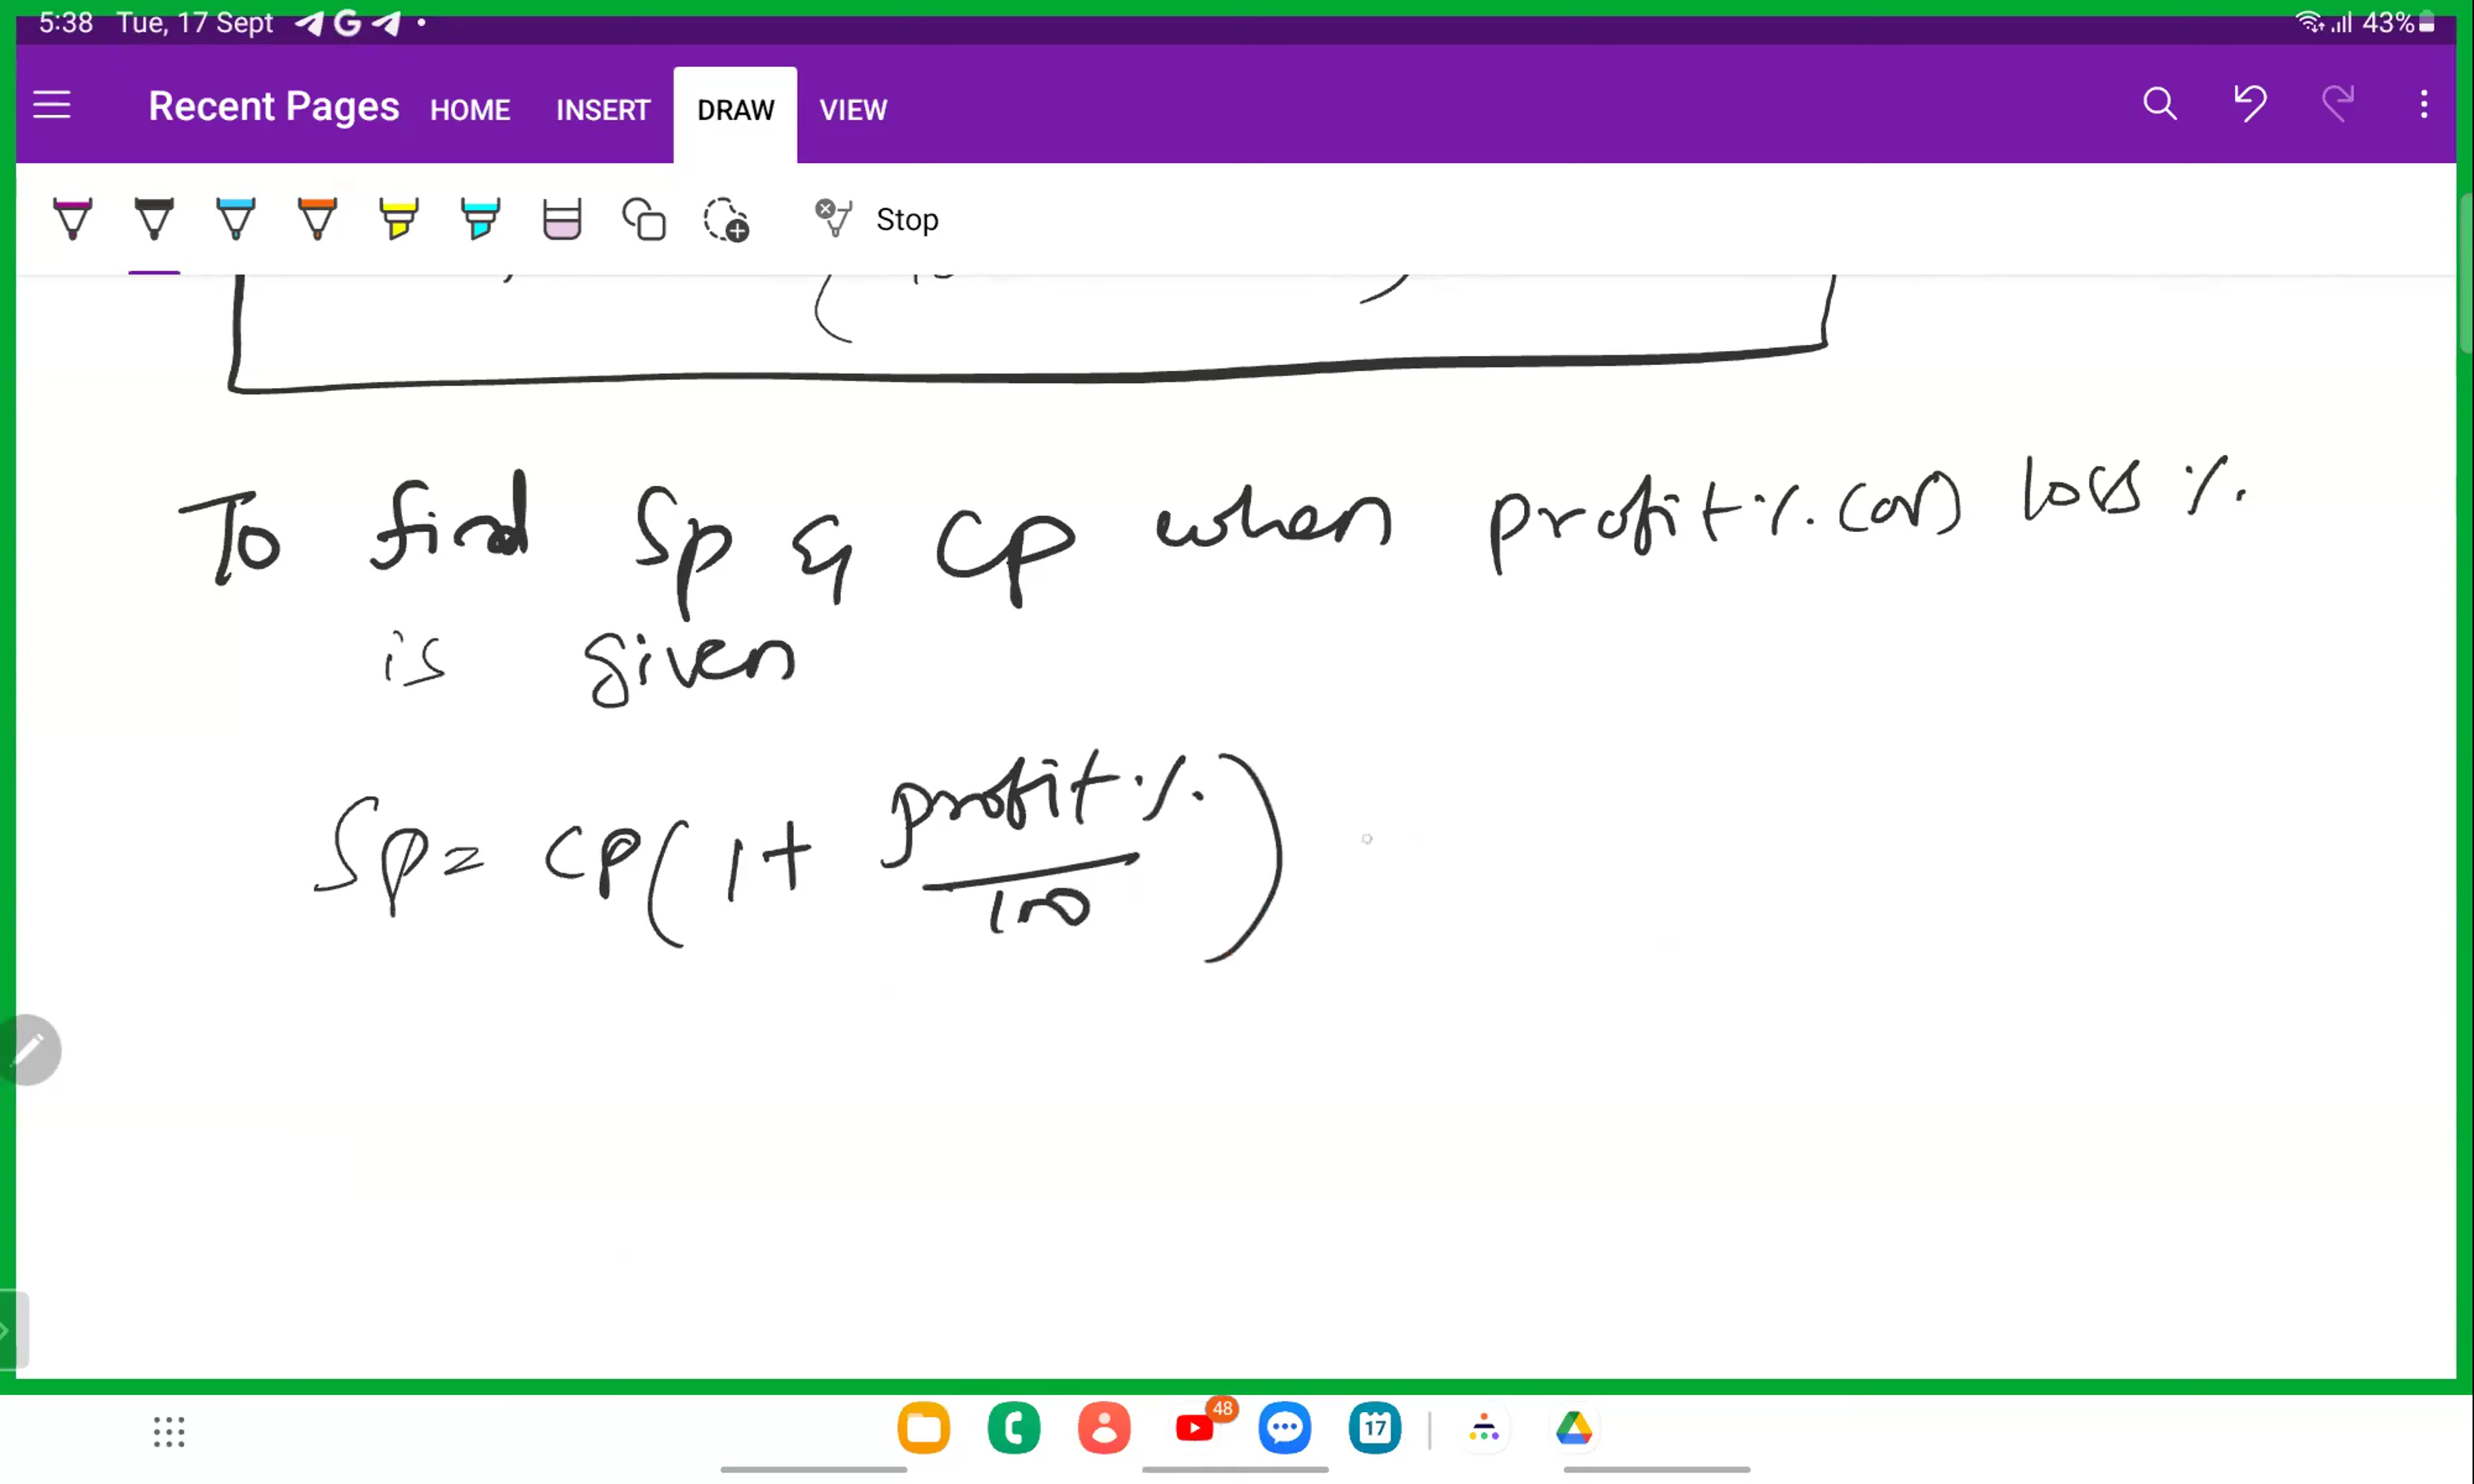 5:38 Tue, 17 Sept 43%
Recent Pages HOME INSERT DRAW VIEW
Stop
To find Sp & CP when profit % (or) loss %
is given
Sp = CP ( 1 + profit % / 100 )
48
17